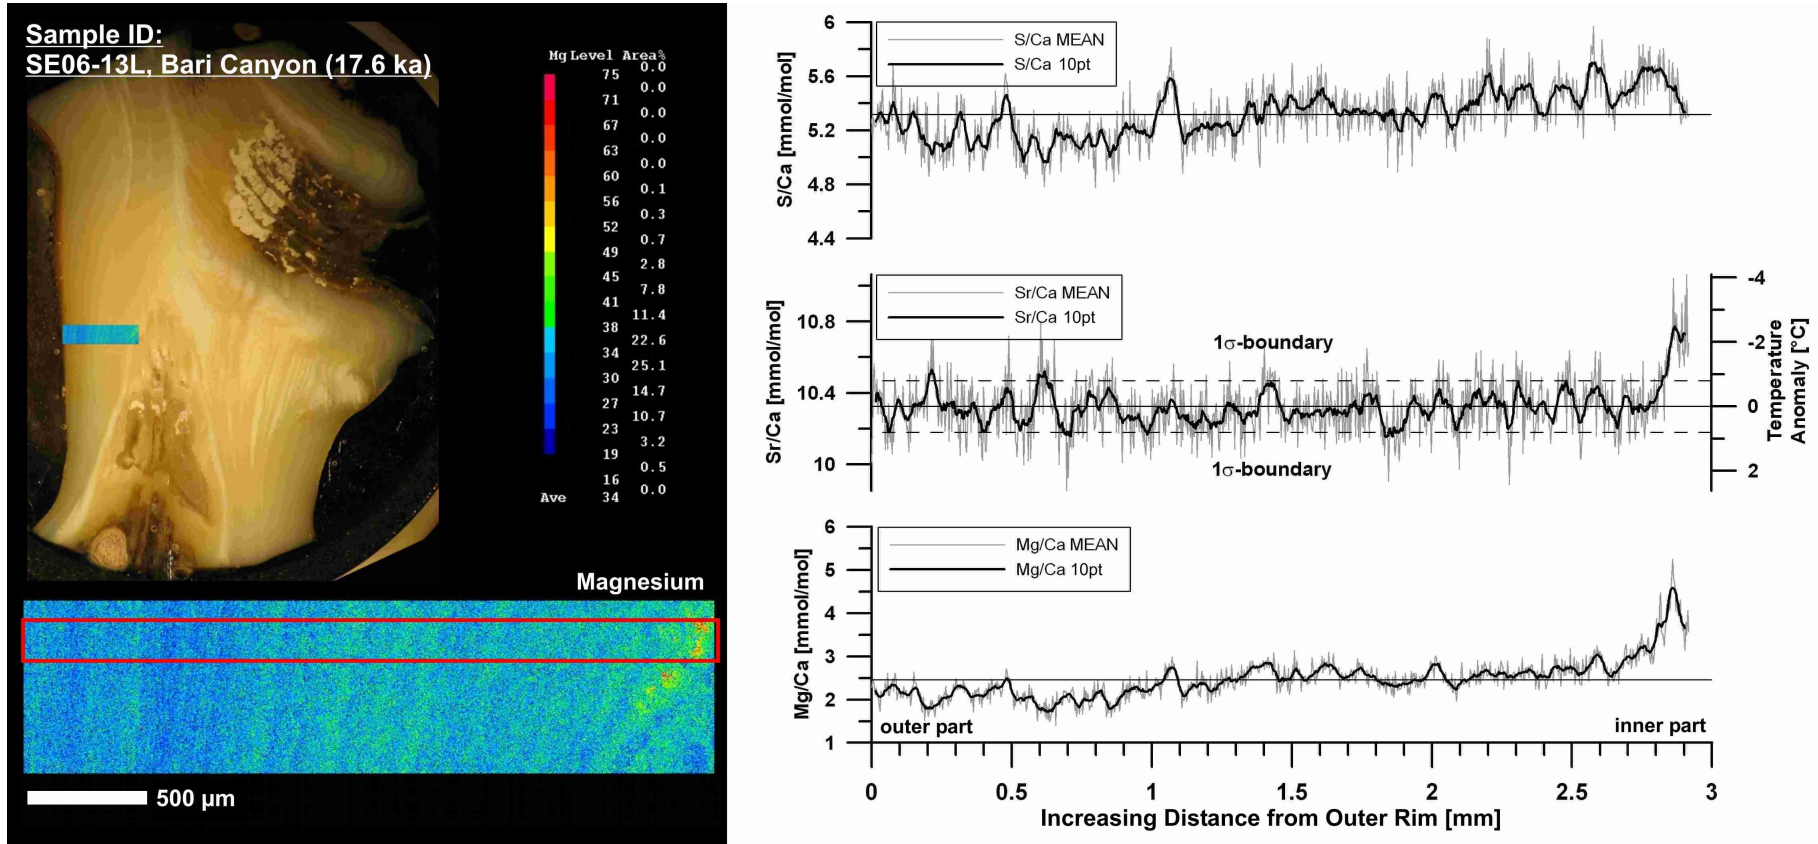 Sample ID:
SE06-13L, Bari Canyon (17.6 ka)
Mg Level Area%
0.0
75
0.0
71
0.0
67
0.0
63
0.0
60
0.1
56
0.3
52
0.7
49
2.8
45
7.8
41
11.4
38
22.6
34
25.1
30
14.7
27
10.7
23
3.2
19
0.5
16
0.0
Ave 34
Magnesium
500 µm
S/Ca [mmol/mol]
6
5.6
5.2
4.8
4.4
S/Ca MEAN
S/Ca 10pt
Sr/Ca [mmol/mol]
10.8
10.4
10
Sr/Ca MEAN
Sr/Ca 10pt
1σ-boundary
1σ-boundary
-4
-2
0
2
Temperature
Anomaly [°C]
Mg/Ca [mmol/mol]
6
5
4
3
2
1
Mg/Ca MEAN
Mg/Ca 10pt
outer part
inner part
0 0.5 1 1.5 2 2.5 3
Increasing Distance from Outer Rim [mm]